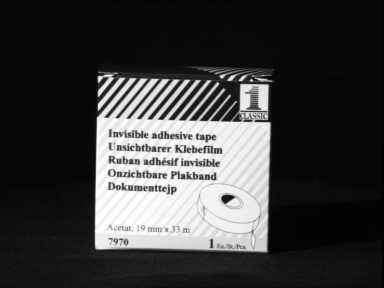 1
CLASSIC
Invisible adhesive tape
Unsichtbarer Klebefilm
Ruban adhésif invisible
Onzichtbare Plakband
Dokumenttejp
Acetat, 19 mm x 33 m
7970 1 Ea./St./Pcs.